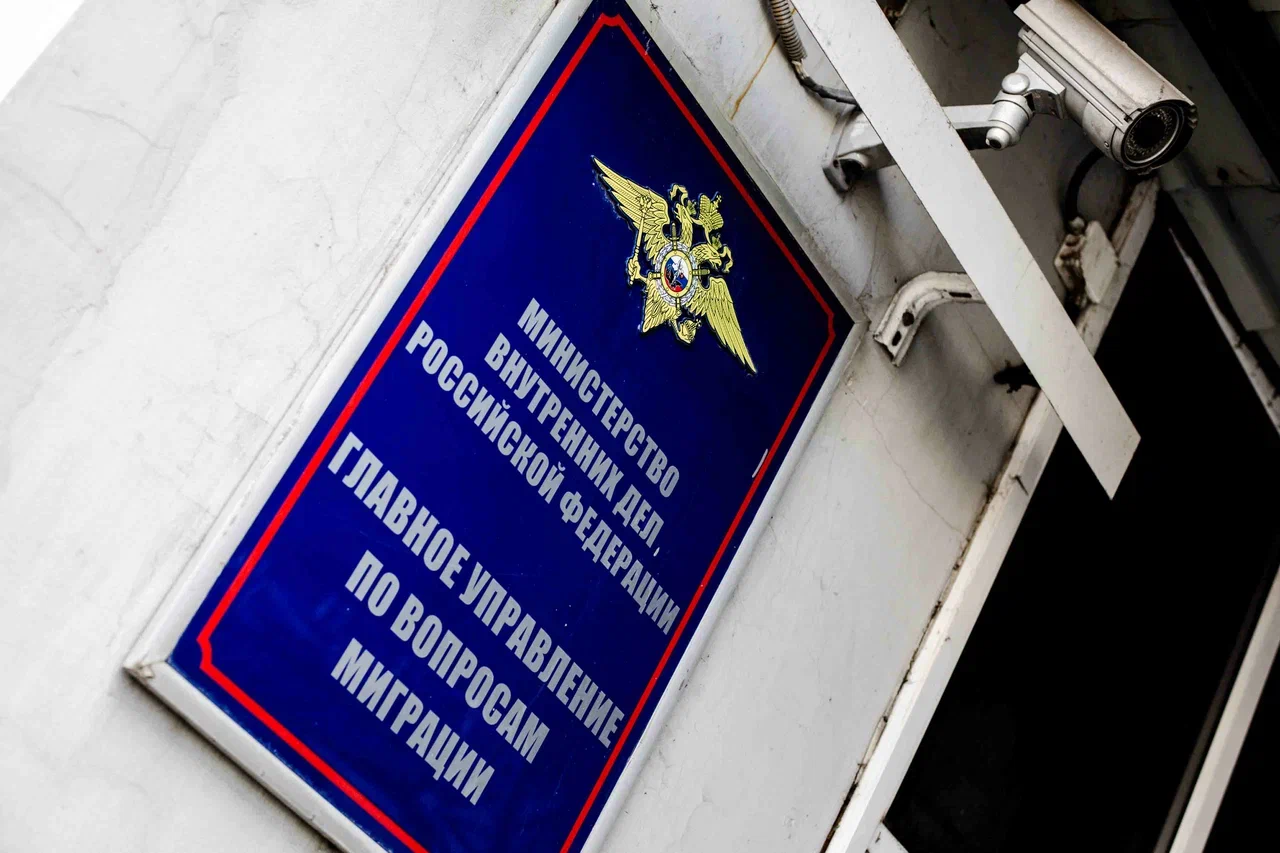 МИНИСТЕРСТВО
ВНУТРЕННИХ ДЕЛ
РОССИЙСКОЙ ФЕДЕРАЦИИ
ГЛАВНОЕ УПРАВЛЕНИЕ
ПО ВОПРОСАМ
МИГРАЦИИ